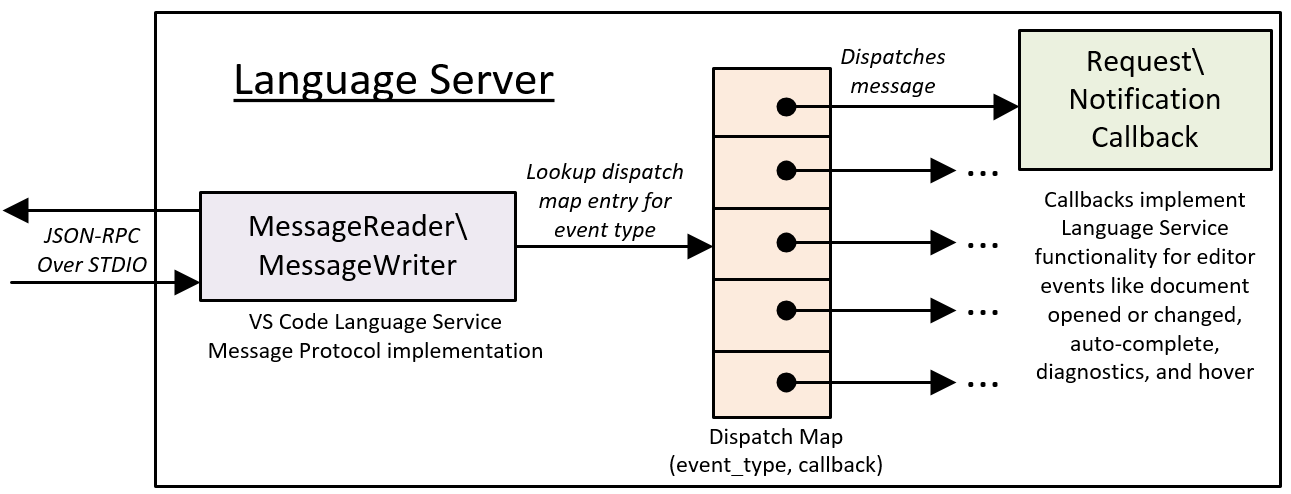 Language Server
JSON-RPC
Over STDIO
MessageReader\
MessageWriter
VS Code Language Service
Message Protocol implementation
Lookup dispatch
map entry for
event type
Dispatch Map
(event_type, callback)
Dispatches
message
...
...
...
...
Request\
Notification
Callback
Callbacks implement
Language Service
functionality for editor
events like document
opened or changed,
auto-complete,
diagnostics, and hover